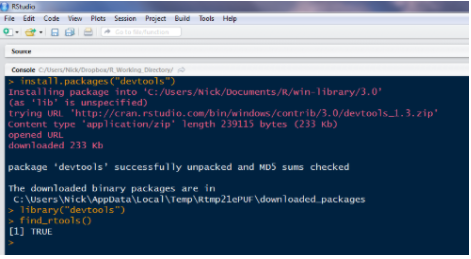 RStudio
File Edit Code View Plots Session Project Build Tools Help
Go to file/function
Source
Console C:/Users/Nick/Dropbox/R_Working_Directory/
> install.packages("devtools")
Installing package into 'C:/Users/Nick/Documents/R/win-library/3.0'
(as 'lib' is unspecified)
trying URL 'http://cran.rstudio.com/bin/windows/contrib/3.0/devtools_1.3.zip'
Content type 'application/zip' length 239115 bytes (233 Kb)
opened URL
downloaded 233 Kb
package 'devtools' successfully unpacked and MD5 sums checked
The downloaded binary packages are in
C:\Users\Nick\AppData\Local\Temp\Rtmp21ePUF\downloaded_packages
> library("devtools")
> find_rtools()
[1] TRUE
>